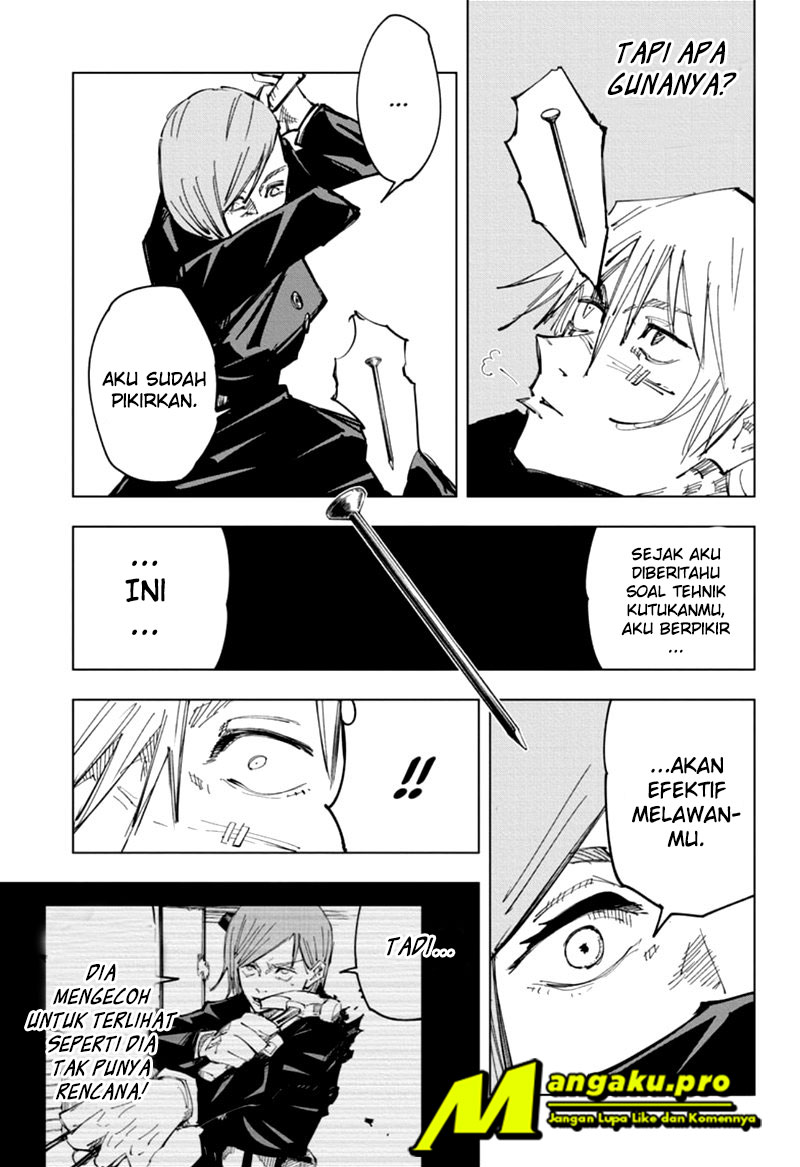 TAPI APA
GUNANYA?
...
AKU SUDAH
PIKIRKAN.
SEJAK AKU
DIBERITAHU
SOAL TEHNIK
KUTUKANMU,
AKU BERPIKIR
...
...
INI
...
...AKAN
EFEKTIF
MELAWAN-
MU.
!!
TADI...
DIA
MENGECOH
UNTUK TERLIHAT
SEPERTI DIA
TAK PUNYA
RENCANA!
Mangaku.pro
Jangan Lupa Like dan Komennya